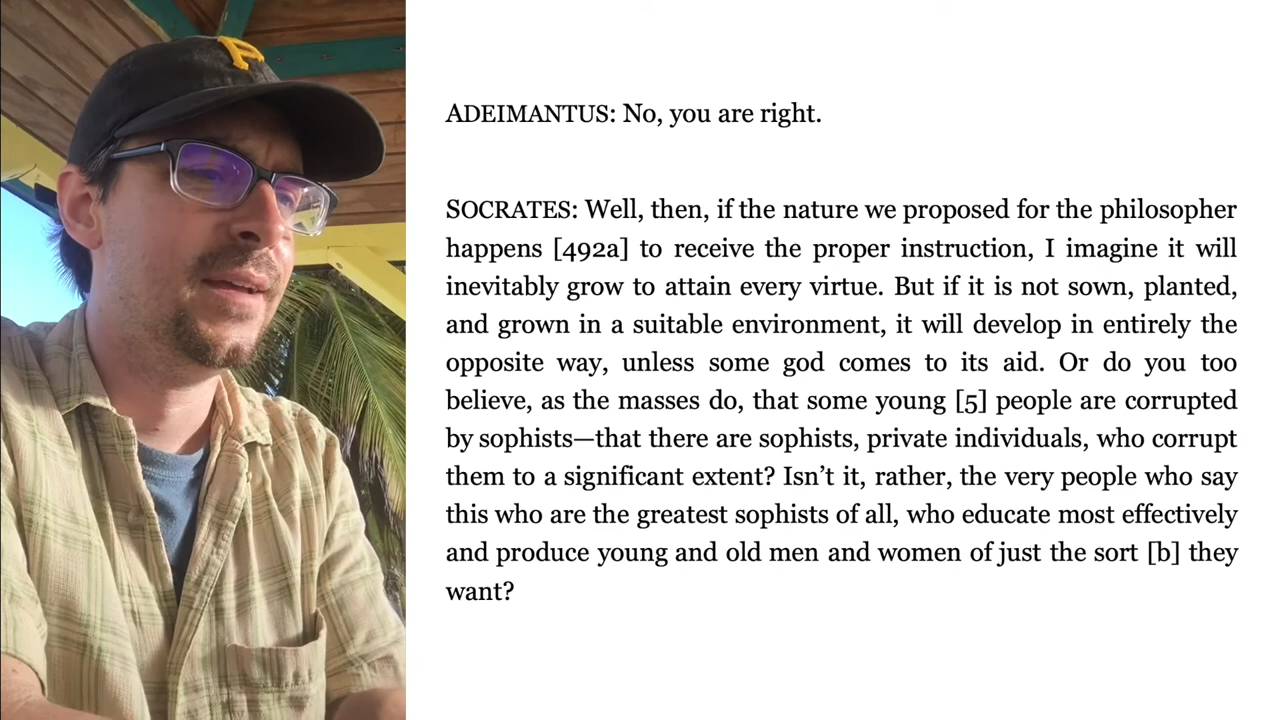 P
ADEIMANTUS: No, you are right.
SOCRATES: Well, then, if the nature we proposed for the philosopher
happens [492a] to receive the proper instruction, I imagine it will
inevitably grow to attain every virtue. But if it is not sown, planted,
and grown in a suitable environment, it will develop in entirely the
opposite way, unless some god comes to its aid. Or do you too
believe, as the masses do, that some young [5] people are corrupted
by sophists—that there are sophists, private individuals, who corrupt
them to a significant extent? Isn’t it, rather, the very people who say
this who are the greatest sophists of all, who educate most effectively
and produce young and old men and women of just the sort [b] they
want?